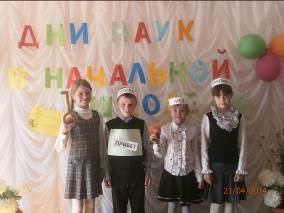 ДНИ НАУК
В НАЧАЛЬНОЙ
ШКОЛЕ
ПРИВЕТ
21/04/2014